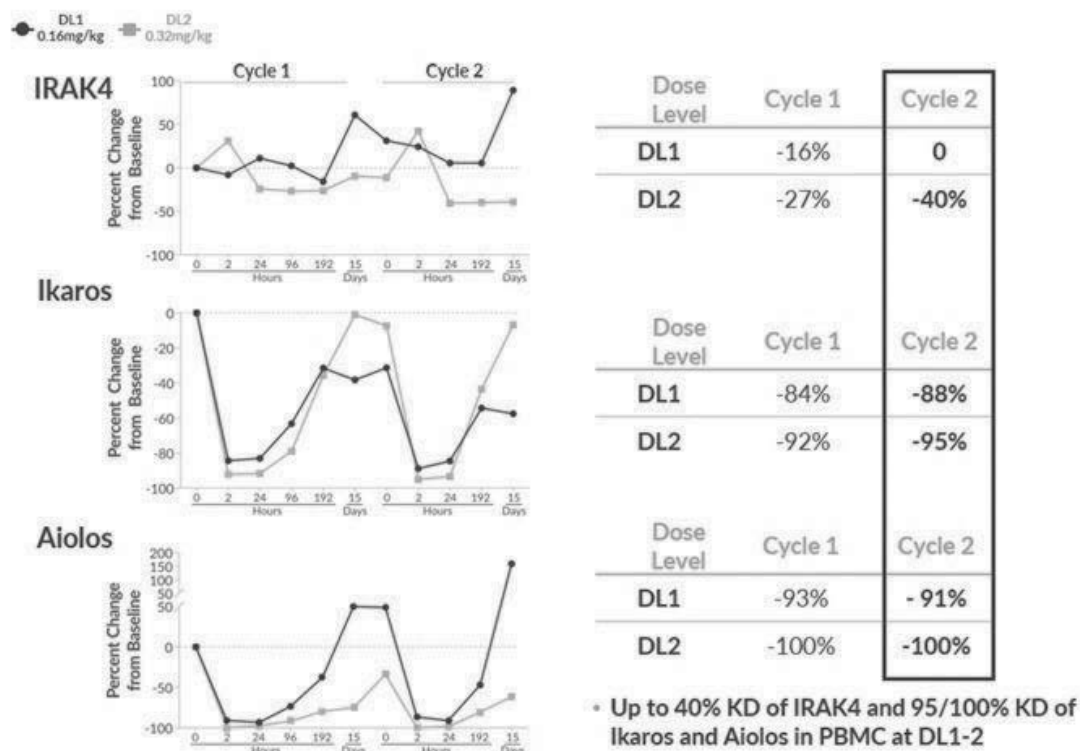 DL1
0.16mg/kg
DL2
0.32mg/kg
IRAK4
Cycle 1
Cycle 2
Percent Change
from Baseline
100
50
0
-50
-100
0 2 24 96 192 15 0 2 24 192 15
Hours Days Hours Days
Dose
Level
Cycle 1 Cycle 2
DL1 -16% 0
DL2 -27% -40%
Ikaros
Percent Change
from Baseline
0
-20
-40
-60
-80
-100
0 2 24 96 192 15 0 2 24 192 15
Hours Days Hours Days
Dose
Level
Cycle 1 Cycle 2
DL1 -84% -88%
DL2 -92% -95%
Aiolos
Percent Change
from Baseline
200
150
100
50
50
0
-50
-100
0 2 24 96 192 15 0 2 24 192 15
Hours Days Hours Days
Dose
Level
Cycle 1 Cycle 2
DL1 -93% - 91%
DL2 -100% -100%
• Up to 40% KD of IRAK4 and 95/100% KD of
Ikaros and Aiolos in PBMC at DL1-2